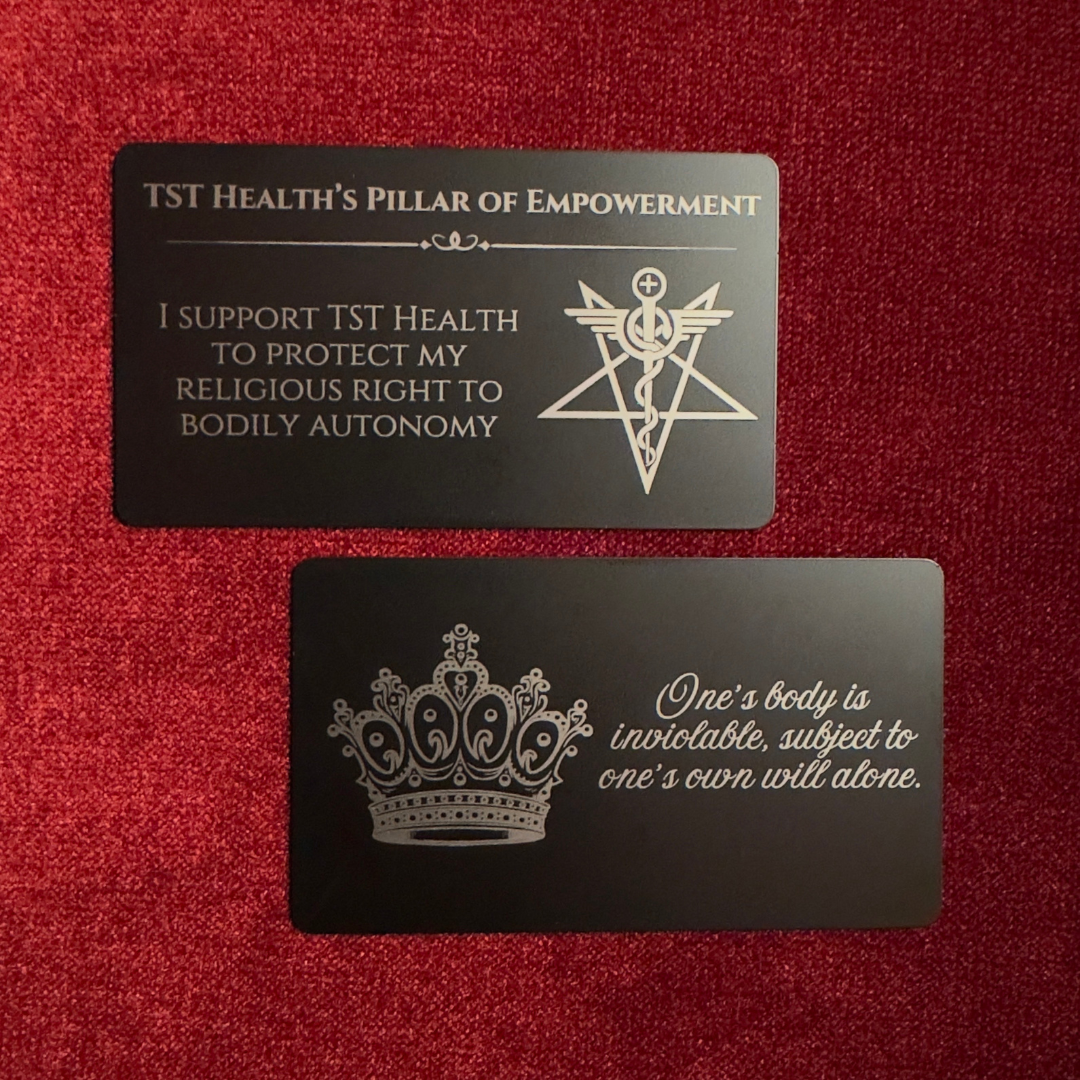 TST Health's Pillar of Empowerment
I support TST Health
to protect my
religious right to
bodily autonomy
One's body is
inviolable, subject to
one's own will alone.